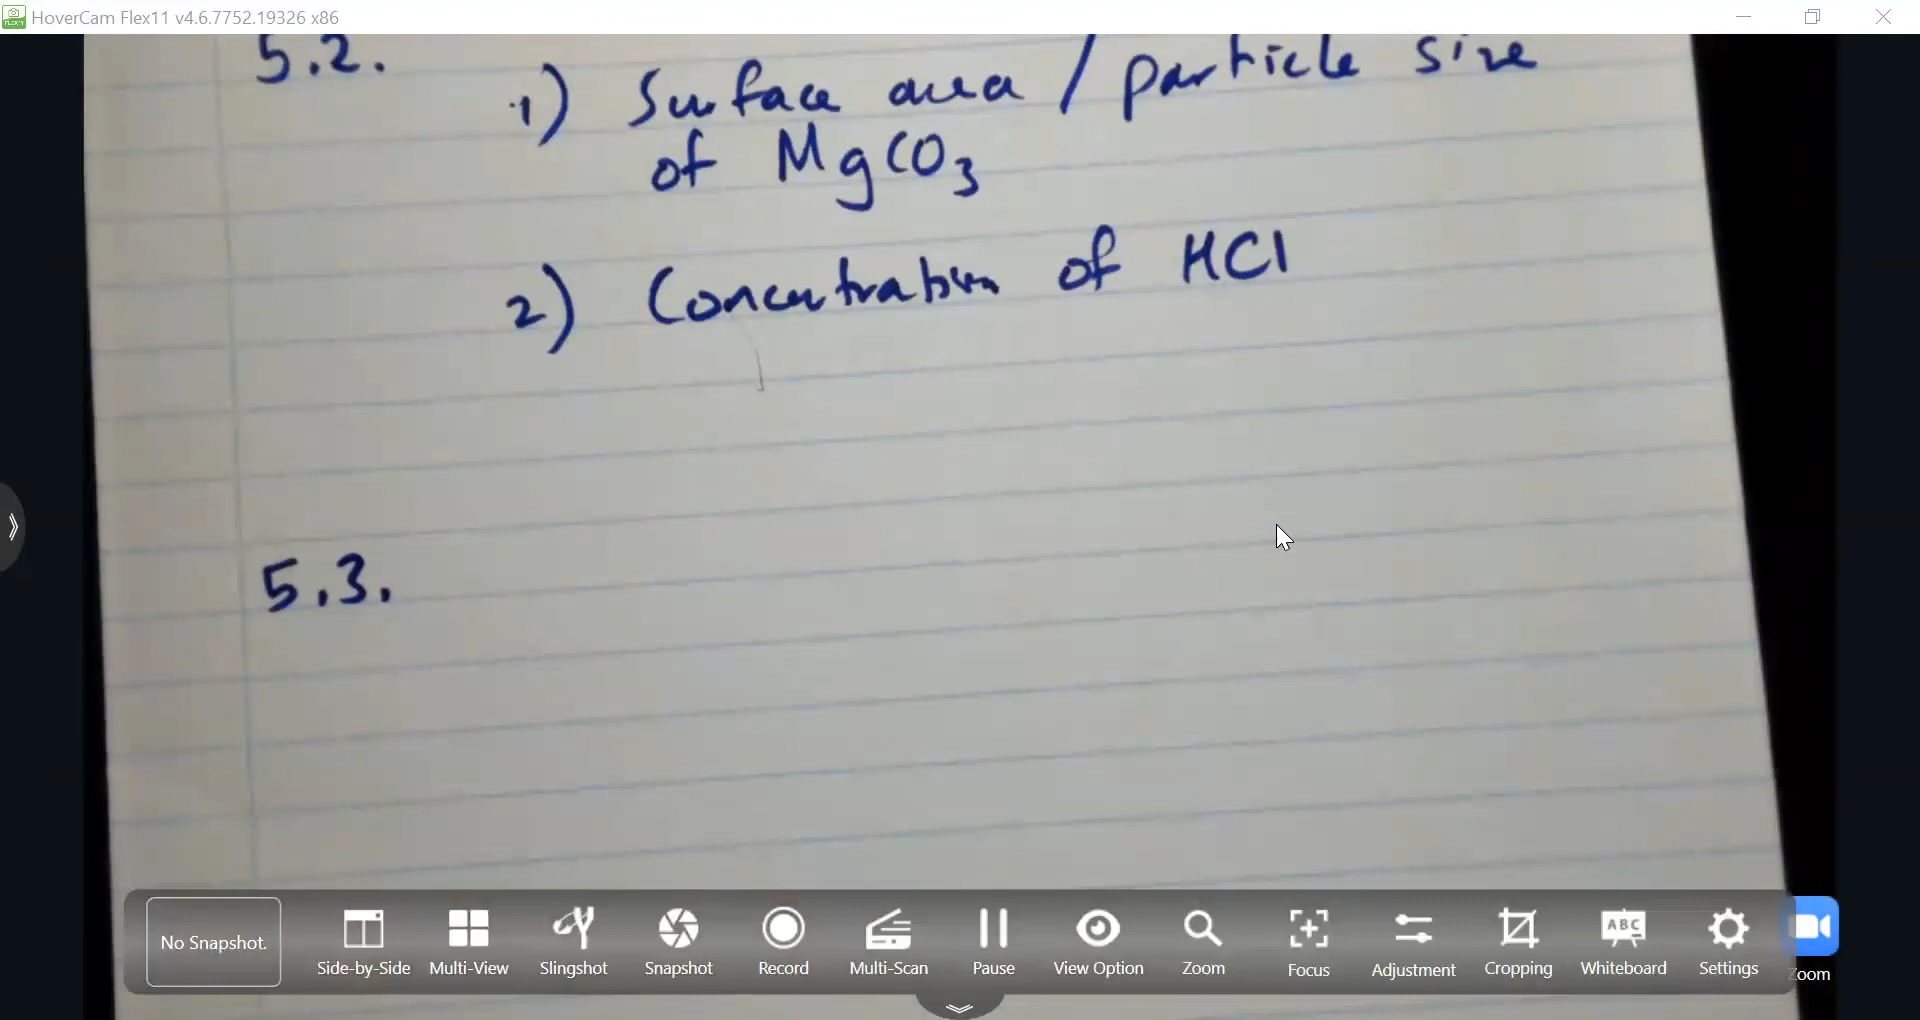 HoverCam Flex11 v4.6.7752.19326 x86
5.2.
1) Surface area / particle size
of MgCO3
2) Concentration of HCl
5.3.
No Snapshot.
Side-by-Side Multi-View Slingshot Snapshot Record Multi-Scan Pause View Option Zoom Focus Adjustment Cropping Whiteboard Settings Zoom